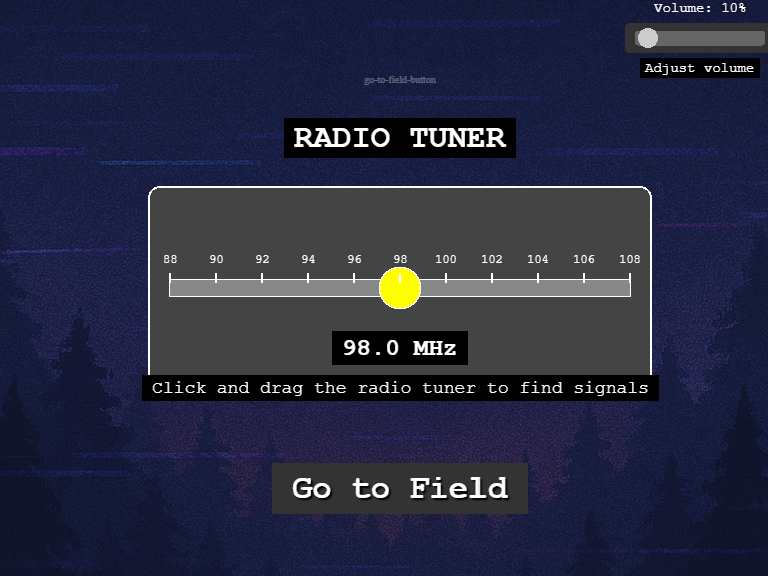 Volume: 10%
Adjust volume
go-to-field-button
RADIO TUNER
88 90 92 94 96 98 100 102 104 106 108
98.0 MHz
Click and drag the radio tuner to find signals
Go to Field